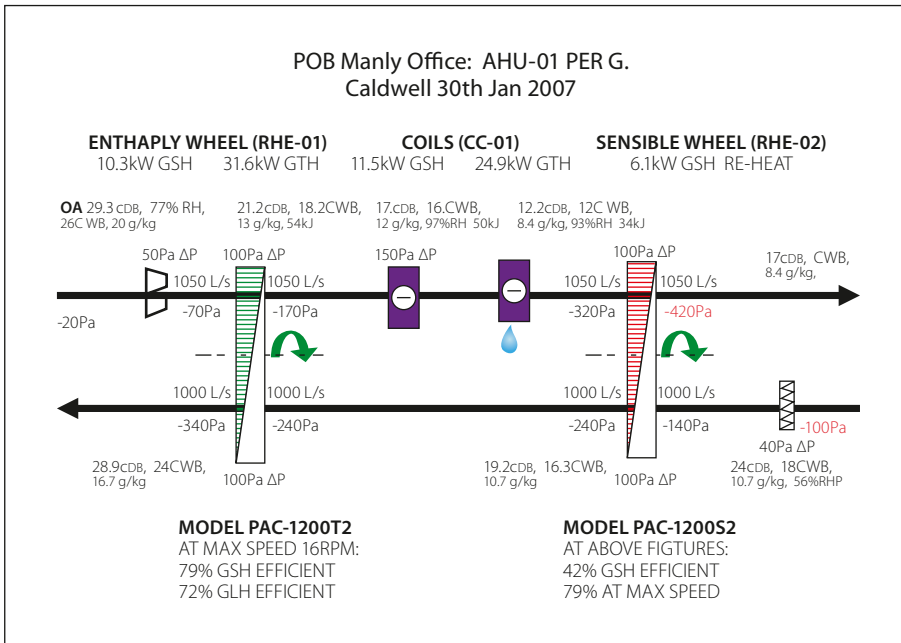 POB Manly Office: AHU-01 PER G.
Caldwell 30th Jan 2007
ENTHAPLY WHEEL (RHE-01)
10.3kW GSH 31.6kW GTH
COILS (CC-01)
11.5kW GSH 24.9kW GTH
SENSIBLE WHEEL (RHE-02)
6.1kW GSH RE-HEAT
OA 29.3 CDB, 77% RH,
26C WB, 20 g/kg
21.2CDB, 18.2CWB,
13 g/kg, 54kJ
17.CDB, 16.CWB,
12 g/kg, 97%RH 50kJ
12.2CDB, 12C WB,
8.4 g/kg, 93%RH 34kJ
50Pa ΔP
100Pa ΔP
150Pa ΔP
100Pa ΔP
17CDB, CWB,
8.4 g/kg,
1050 L/s
1050 L/s
1050 L/s
1050 L/s
-20Pa
-70Pa
-170Pa
-320Pa
-420Pa
1000 L/s
1000 L/s
1000 L/s
1000 L/s
-340Pa
-240Pa
-240Pa
-140Pa
-100Pa
40Pa ΔP
28.9CDB, 24CWB,
16.7 g/kg
100Pa ΔP
19.2CDB, 16.3CWB,
10.7 g/kg
100Pa ΔP
24CDB, 18CWB,
10.7 g/kg, 56%RHP
MODEL PAC-1200T2
AT MAX SPEED 16RPM:
79% GSH EFFICIENT
72% GLH EFFICIENT
MODEL PAC-1200S2
AT ABOVE FIGTURES:
42% GSH EFFICIENT
79% AT MAX SPEED